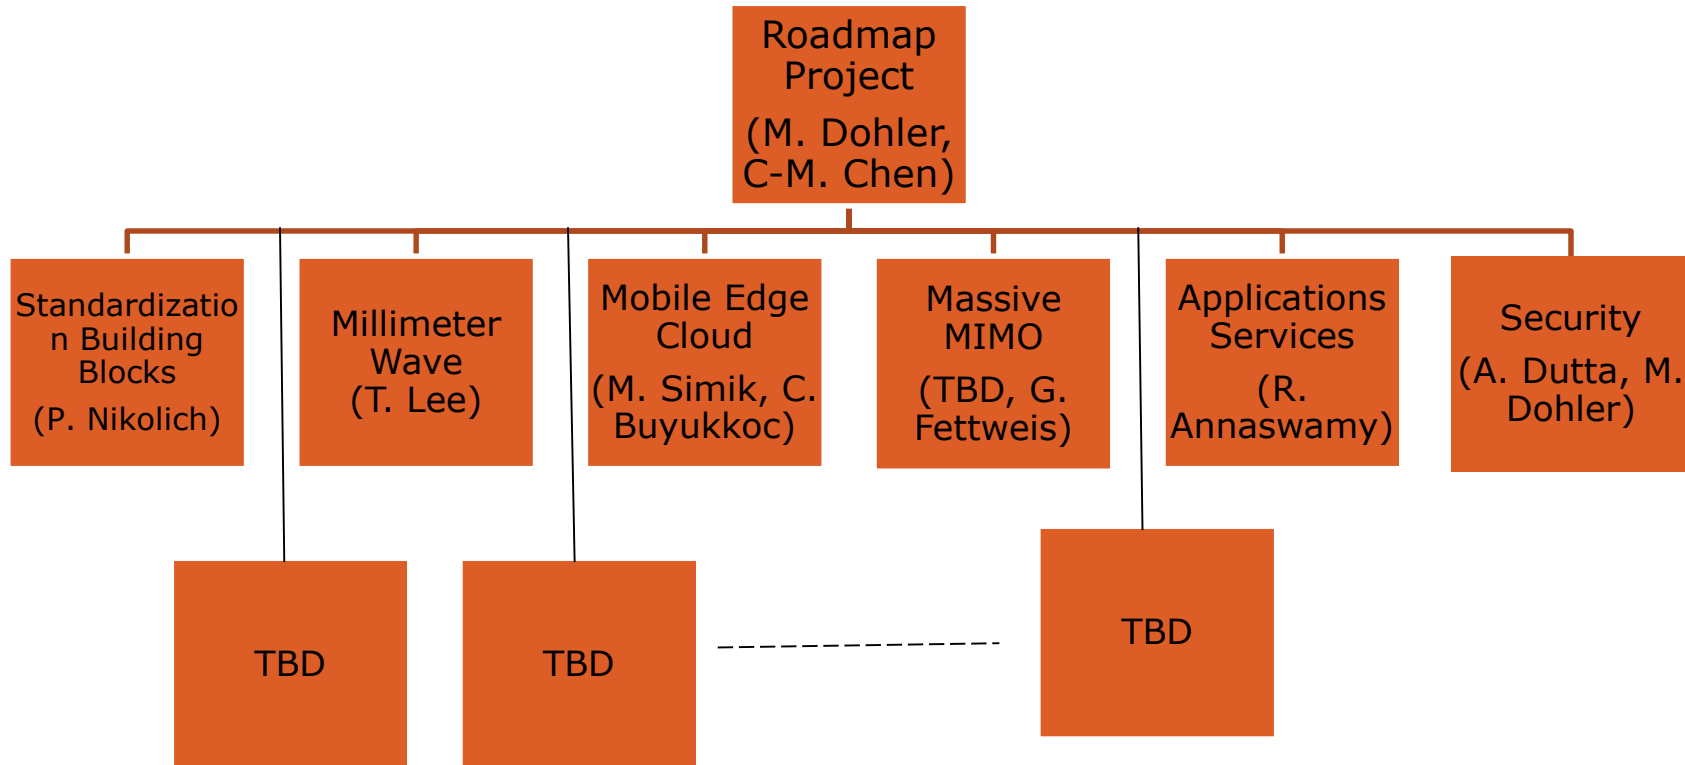 Roadmap
Project
(M. Dohler,
C-M. Chen)
Standardizatio
n Building
Blocks
(P. Nikolich)
Millimeter
Wave
(T. Lee)
Mobile Edge
Cloud
(M. Simik, C.
Buyukkoc)
Massive
MIMO
(TBD, G.
Fettweis)
Applications
Services
(R.
Annaswamy)
Security
(A. Dutta, M.
Dohler)
TBD
TBD
TBD